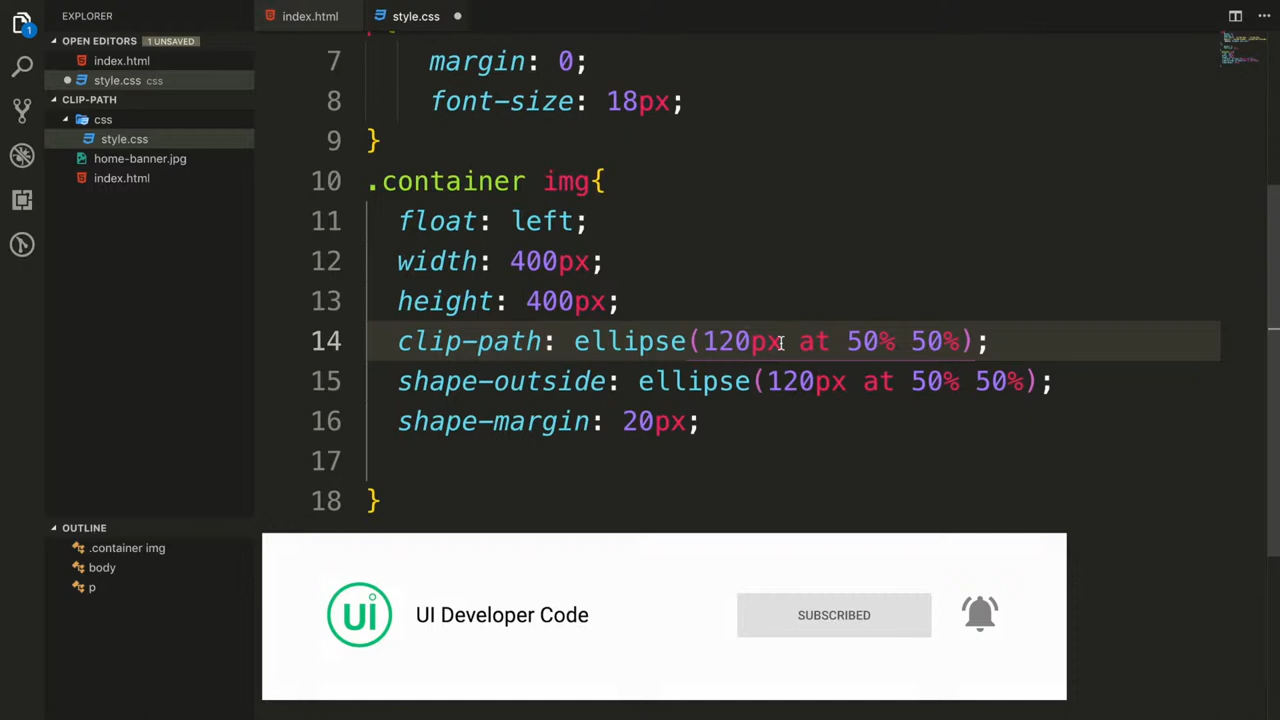 EXPLORER
index.html
style.css
OPEN EDITORS 1 UNSAVED
index.html
style.css css
CLIP-PATH
css
style.css
home-banner.jpg
index.html
1
7 margin: 0;
8 font-size: 18px;
9 }
10 .container img{
11 float: left;
12 width: 400px;
13 height: 400px;
14 clip-path: ellipse(120px at 50% 50%);
15 shape-outside: ellipse(120px at 50% 50%);
16 shape-margin: 20px;
17
18 }
OUTLINE
.container img
body
p
Ui
UI Developer Code
SUBSCRIBED